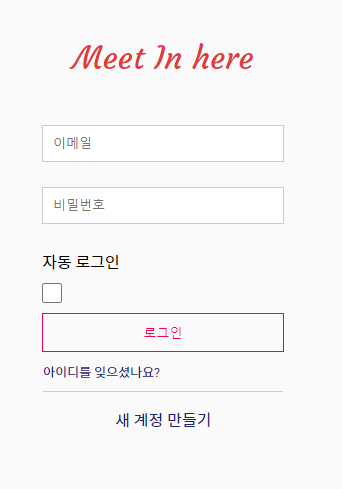 Meet In here
이메일
비밀번호
자동 로그인
로그인
아이디를 잊으셨나요?
새 계정 만들기